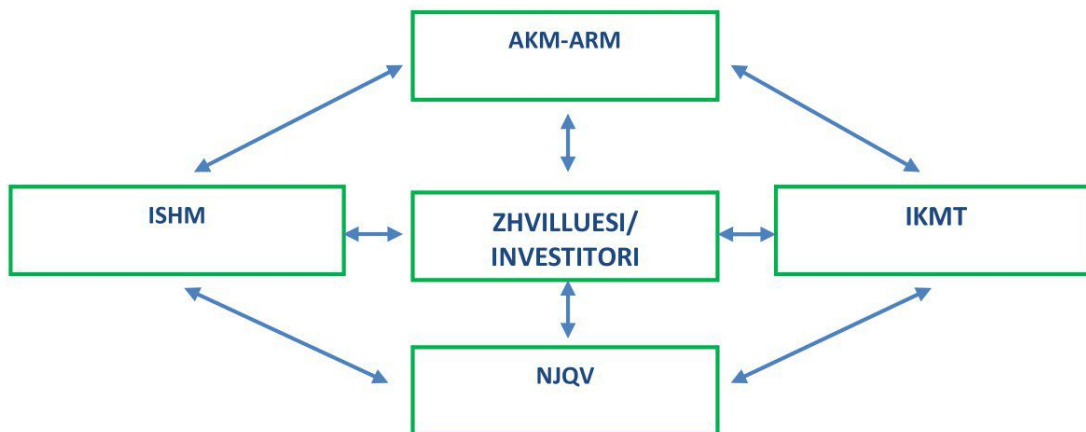 AKM-ARM
ISHM
ZHVILLUESI/
INVESTITORI
IKMT
NJQV